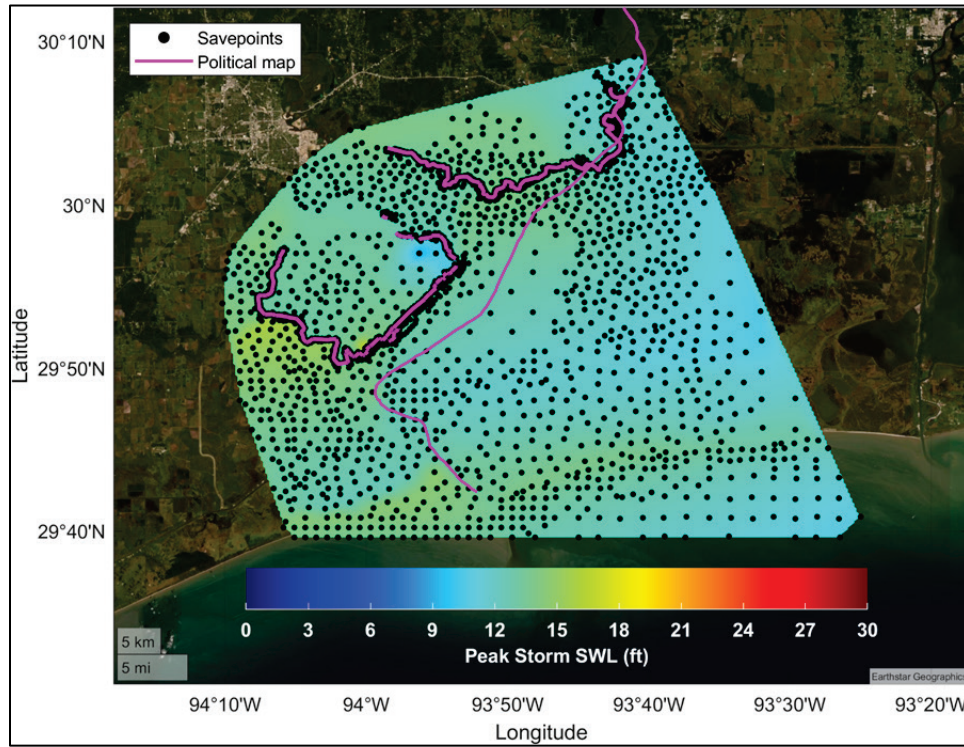 30°10'N
Savepoints
Political map
30°N
Latitude
29°50'N
29°40'N
0 3 6 9 12 15 18 21 24 27 30
Peak Storm SWL (ft)
5 km
5 mi
Earthstar Geographics
94°10'W 94°W 93°50'W 93°40'W 93°30'W 93°20'W
Longitude